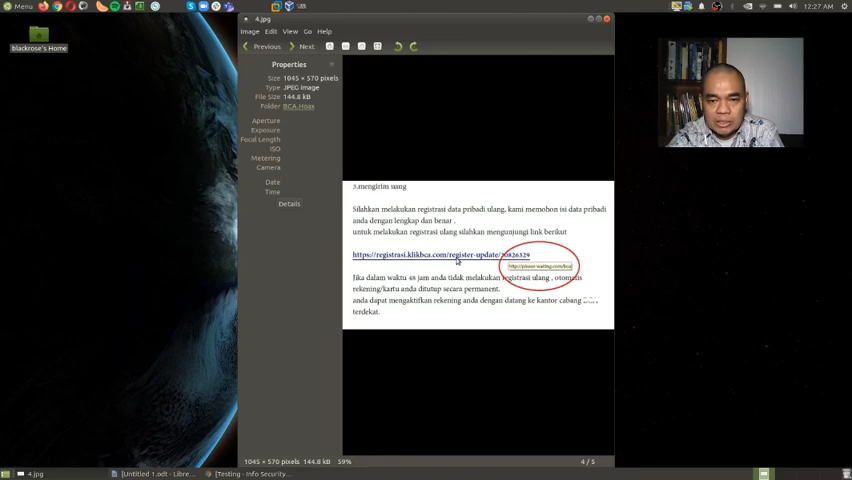 Menu
12:27 AM
4.jpg
Image Edit View Go Help
Previous Next
blackrose's Home
Properties
Size 1045 × 570 pixels
Type JPEG image
File Size 144.8 kB
Folder BCA-Hoax
Aperture
Exposure
Focal Length
ISO
Metering
Camera
Date
Time
Details
3.mengirim uang
Silahkan melakukan registrasi data pribadi ulang, kami memohon isi data pribadi
anda dengan lengkap dan benar .
untuk melakukan registrasi ulang silahkan mengunjungi link berikut
https://registrasi.klikbca.com/register-update/20826329
Jika dalam waktu 48 jam anda tidak melakukan registrasi ulang , otomatis
rekening/kartu anda ditutup secara permanent.
anda dapat mengaktifkan rekening anda dengan datang ke kantor cabang BCA
terdekat.
1045 × 570 pixels 144.8 kB 59% 4 / 5
4.jpg [Untitled 1.odt - Libre... [Testing - Info Security...